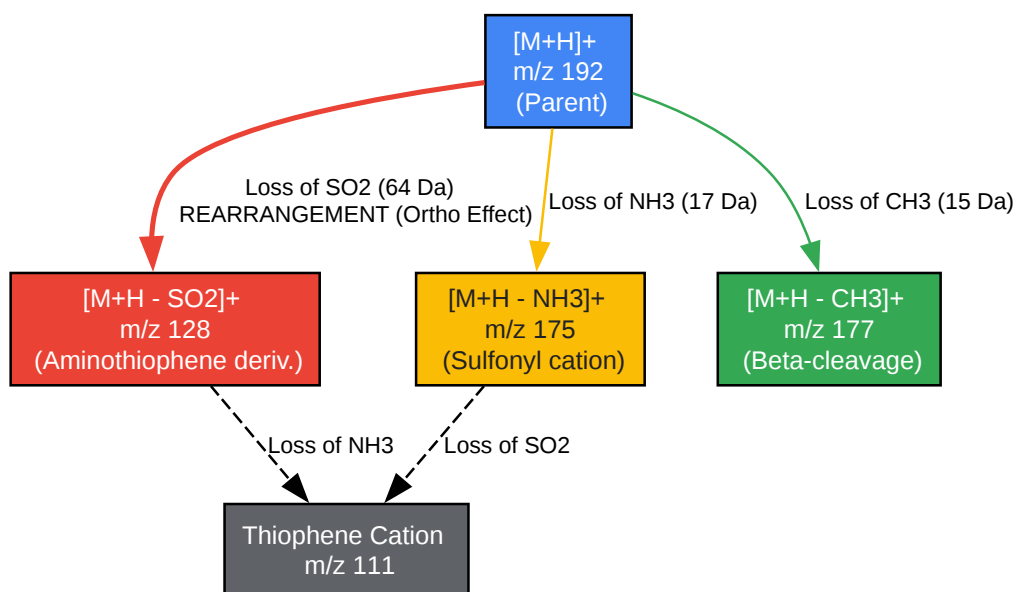 [M+H]+
m/z 192
(Parent)
Loss of SO2 (64 Da)
REARRANGEMENT (Ortho Effect)
Loss of NH3 (17 Da)
Loss of CH3 (15 Da)
[M+H - SO2]+
m/z 128
(Aminothiophene deriv.)
[M+H - NH3]+
m/z 175
(Sulfonyl cation)
[M+H - CH3]+
m/z 177
(Beta-cleavage)
Loss of NH3
Loss of SO2
Thiophene Cation
m/z 111